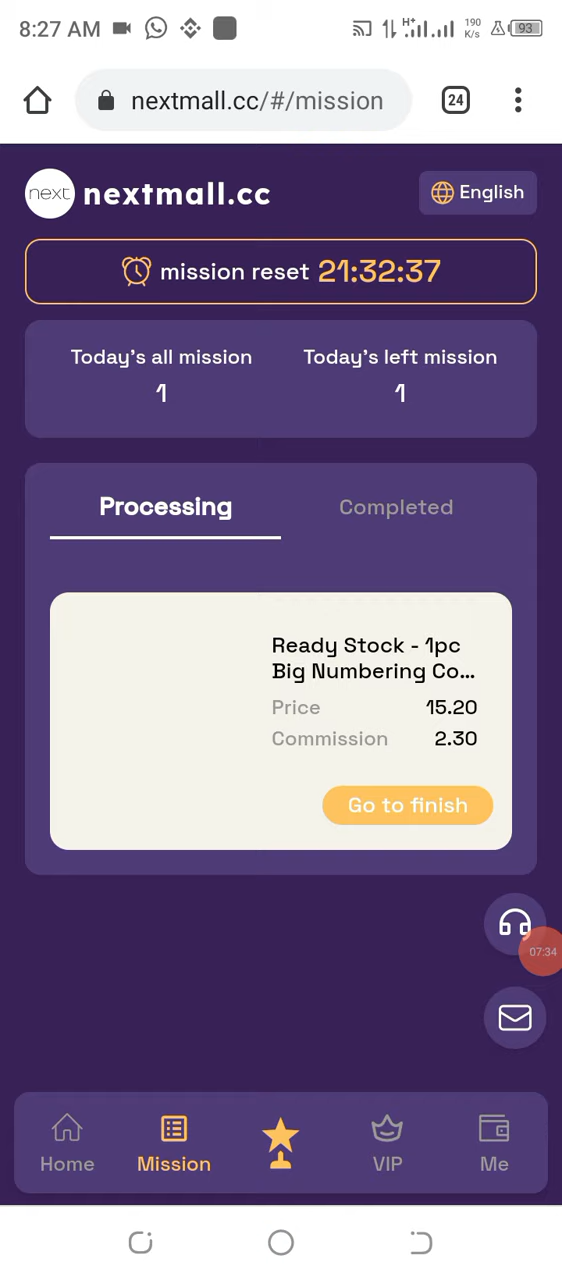 8:27 AM H+ 190 K/s 93
nextmall.cc/#/mission 24
next nextmall.cc English
mission reset 21:32:37
Today's all mission Today's left mission
1 1
Processing Completed
Ready Stock - 1pc
Big Numbering Co...
Price 15.20
Commission 2.30
Go to finish
07:34
Home Mission VIP Me